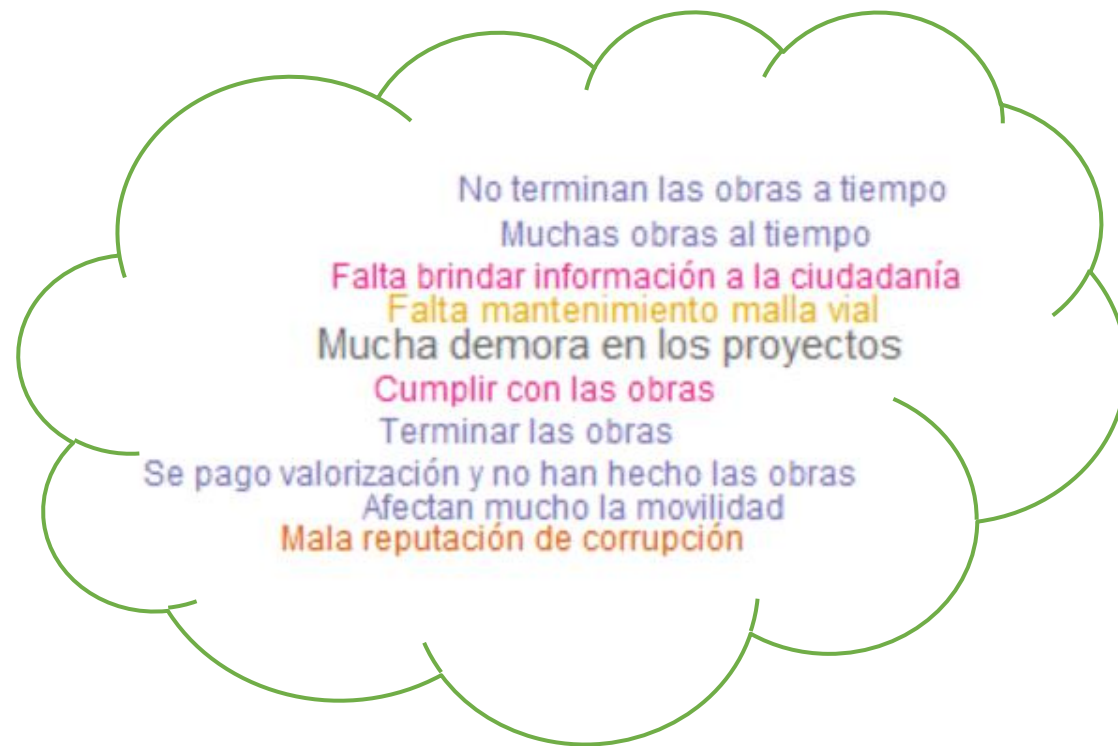 No terminan las obras a tiempo
Muchas obras al tiempo
Falta brindar información a la ciudadanía
Falta mantenimiento malla vial
Mucha demora en los proyectos
Cumplir con las obras
Terminar las obras
Se pago valorización y no han hecho las obras
Afectan mucho la movilidad
Mala reputación de corrupción